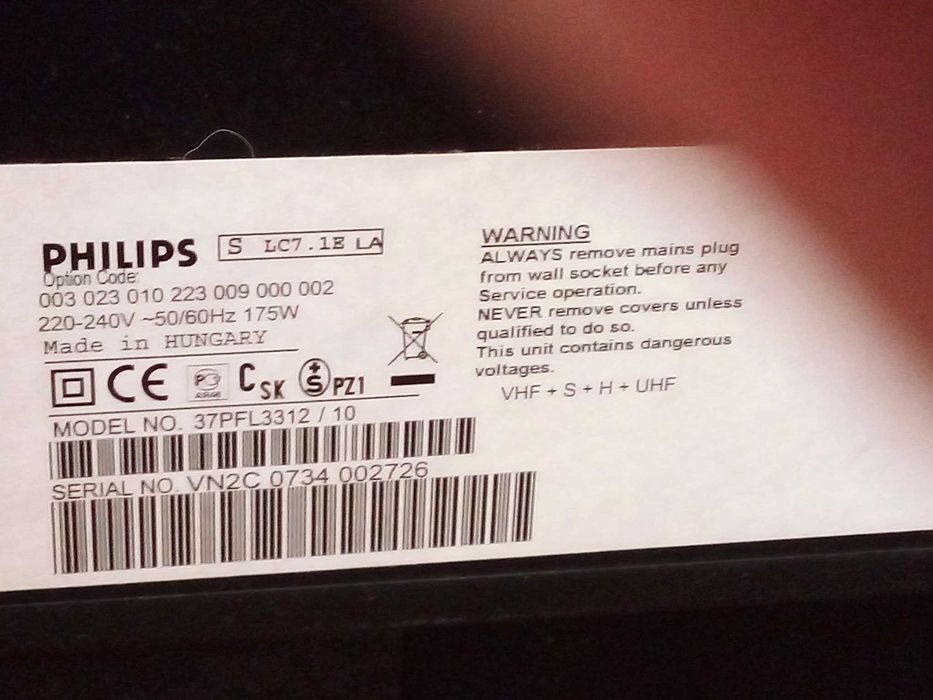 PHILIPS S LC7.1E LA
Option Code:
003 023 010 223 009 000 002
220-240V ~50/60Hz 175W
Made in HUNGARY
CE C SK +S PZ1
MODEL NO. 37PFL3312 / 10
SERIAL NO. VN2C 0734 002726
WARNING
ALWAYS remove mains plug
from wall socket before any
Service operation.
NEVER remove covers unless
qualified to do so.
This unit contains dangerous
voltages.
VHF + S + H + UHF